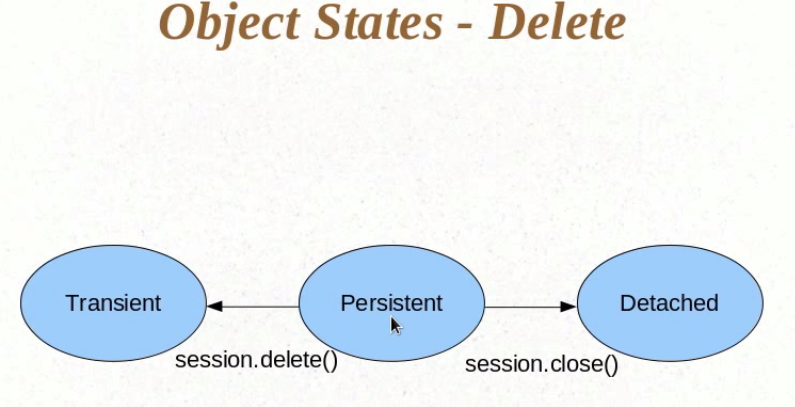 Object States - Delete
Transient
Persistent
Detached
session.delete()
session.close()